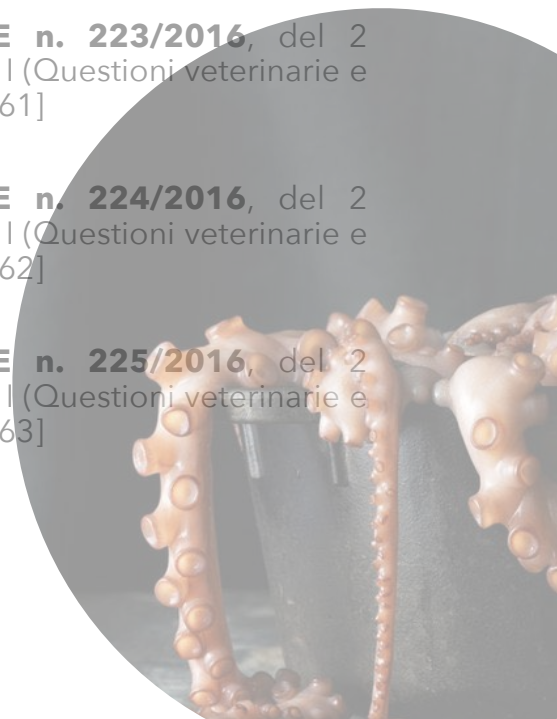 E n. 223/2016, del 2
l (Questioni veterinarie e
61]
E n. 224/2016, del 2
l (Questioni veterinarie e
62]
E n. 225/2016, del 2
l (Questioni veterinarie e
63]